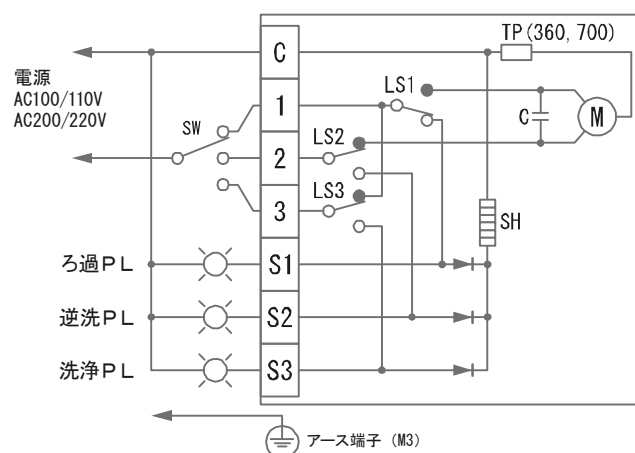 TP(360, 700)
C
電源
AC100/110V
AC200/220V
SW
1
LS1
C
M
2
LS2
3
LS3
SH
ろ過PL
S1
逆洗PL
S2
洗浄PL
S3
アース端子 (M3)